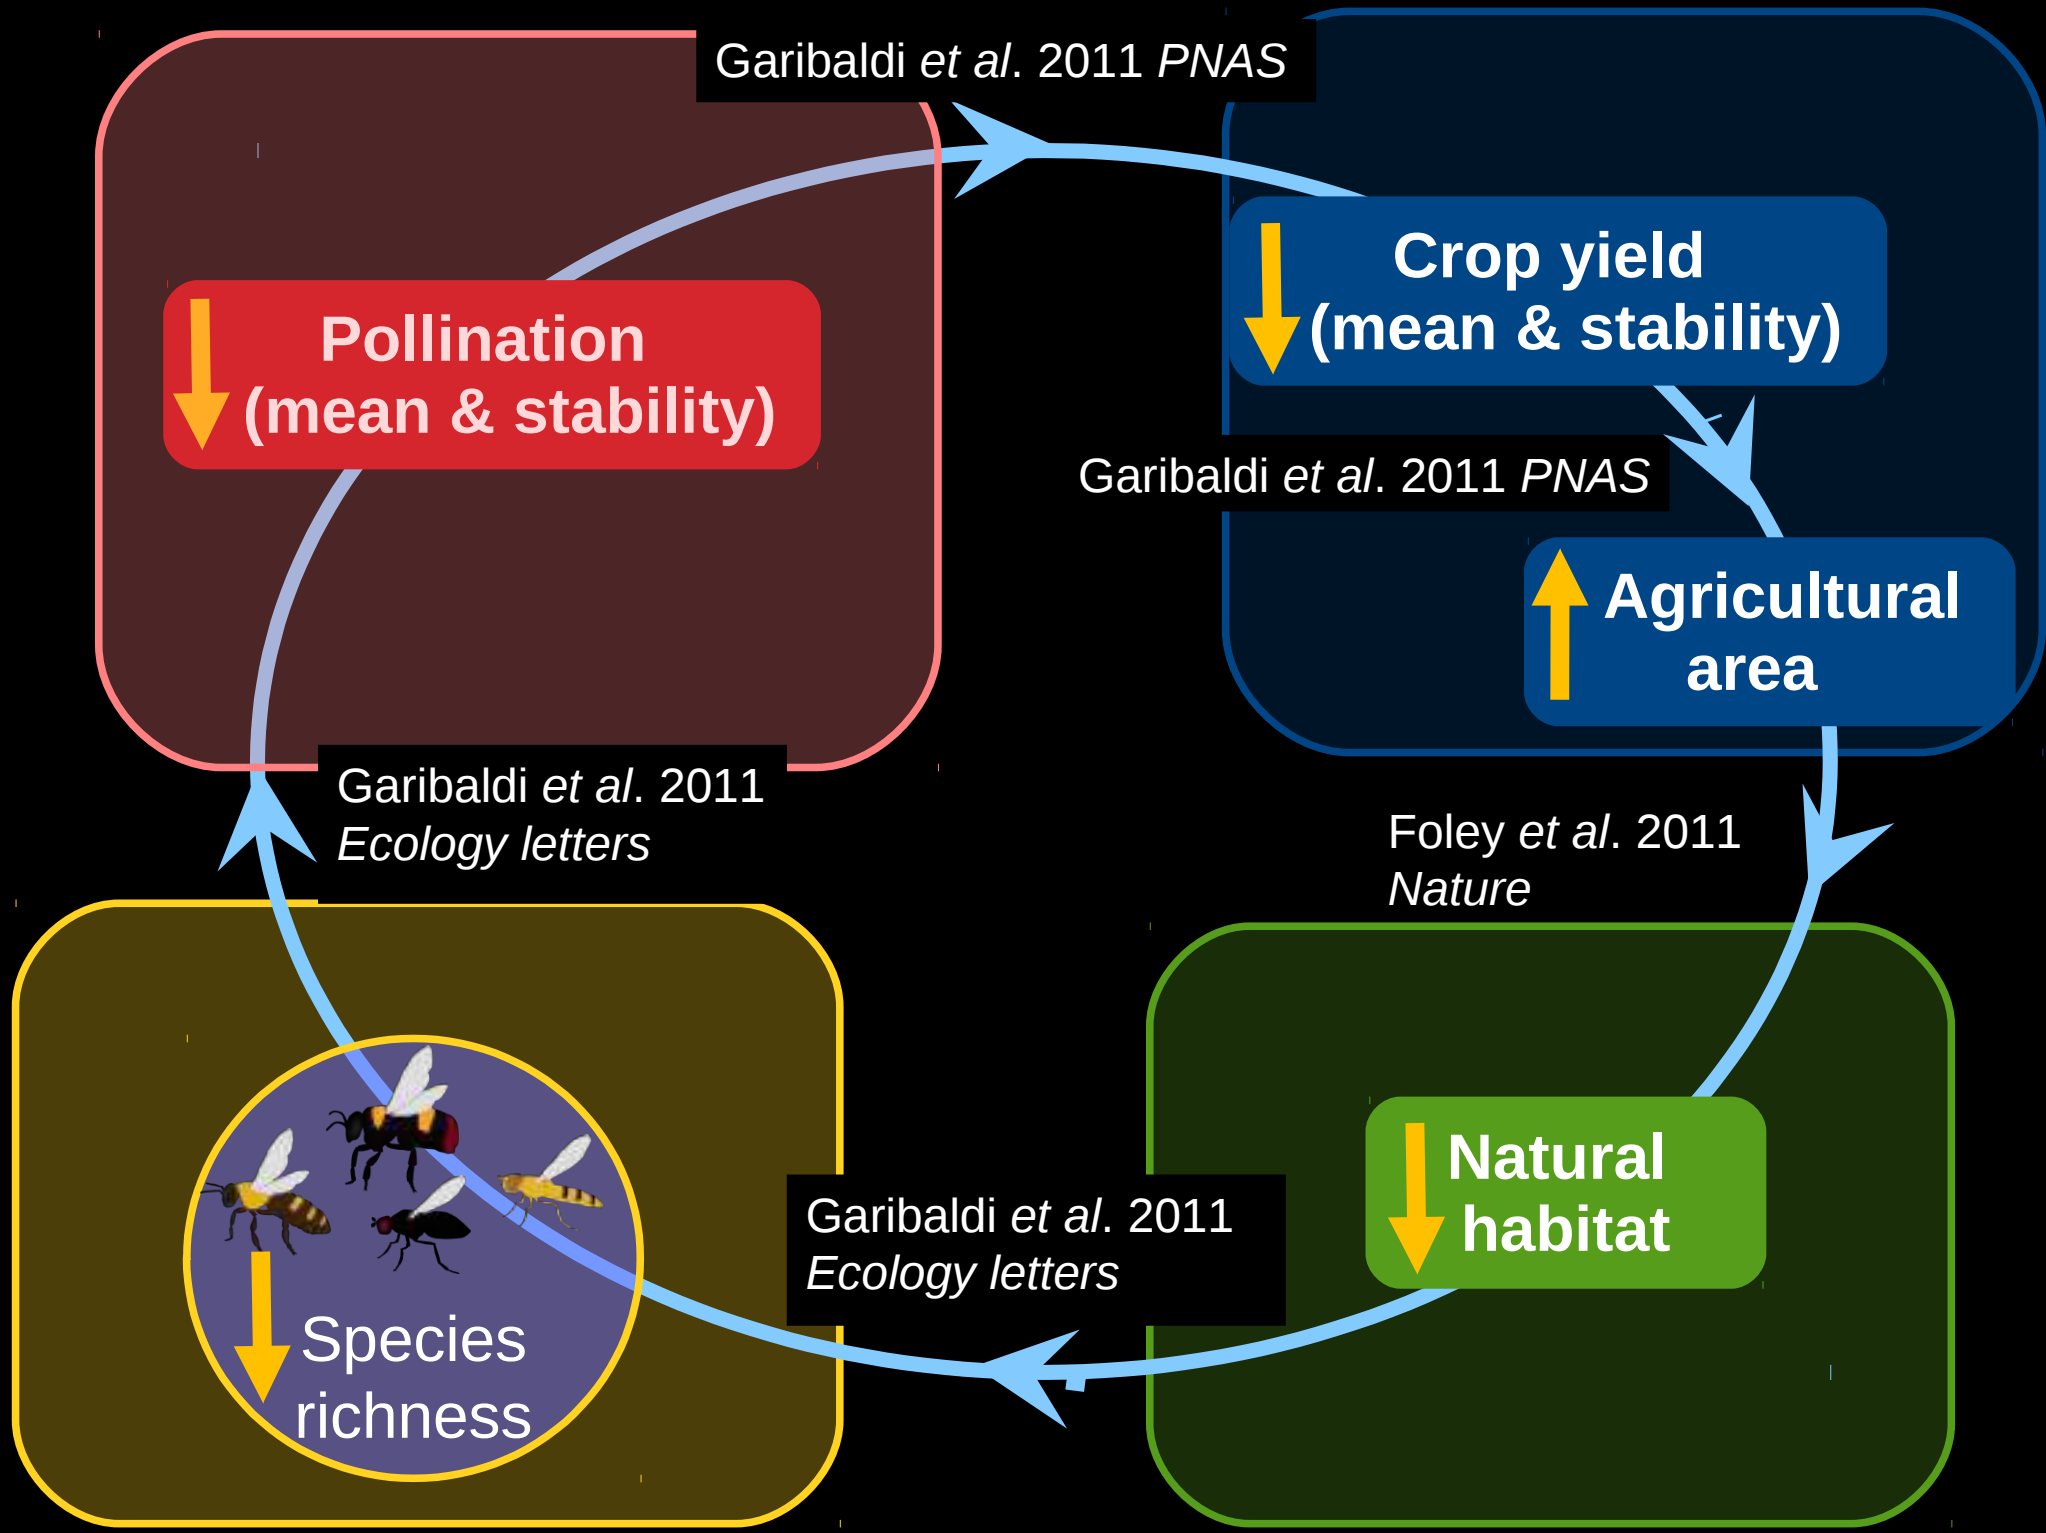 Garibaldi et al. 2011 PNAS
Crop yield
(mean & stability)
Pollination
(mean & stability)
Garibaldi et al. 2011 PNAS
Agricultural
area
Garibaldi et al. 2011
Ecology letters
Foley et al. 2011
Nature
Natural
habitat
Garibaldi et al. 2011
Ecology letters
Species
richness